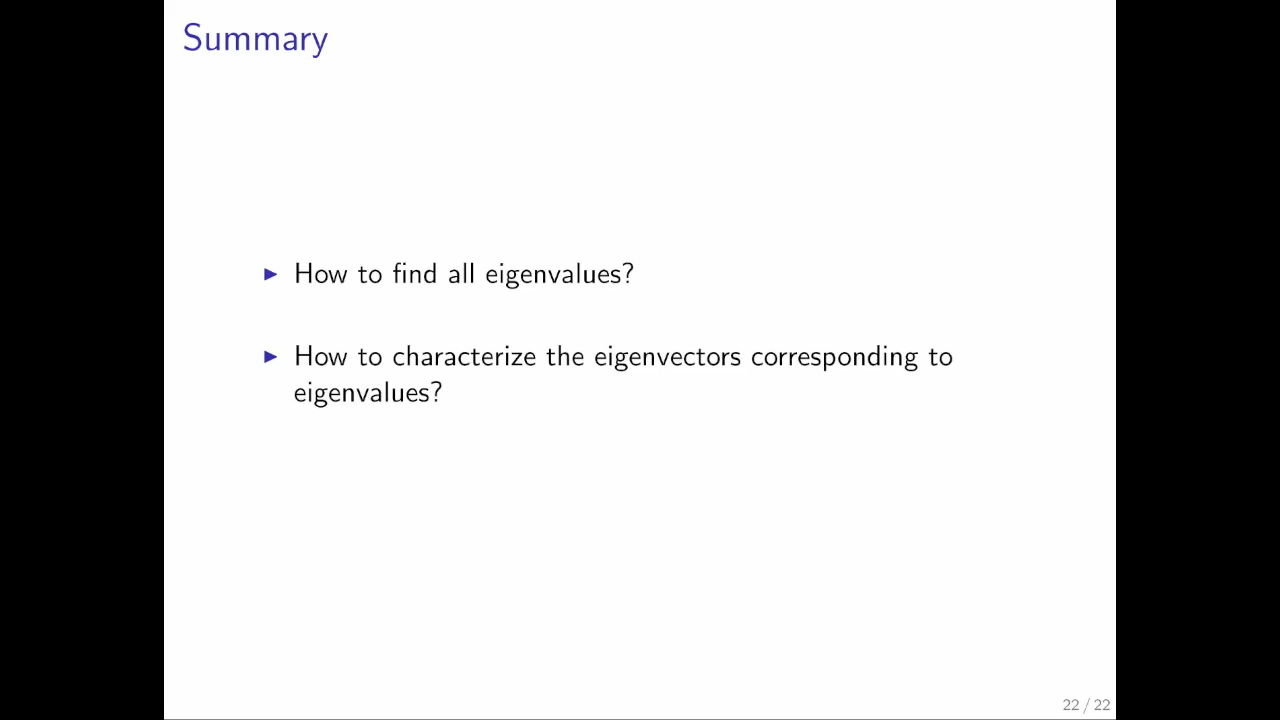 Summary
▶ How to find all eigenvalues?
▶ How to characterize the eigenvectors corresponding to
eigenvalues?
22 / 22